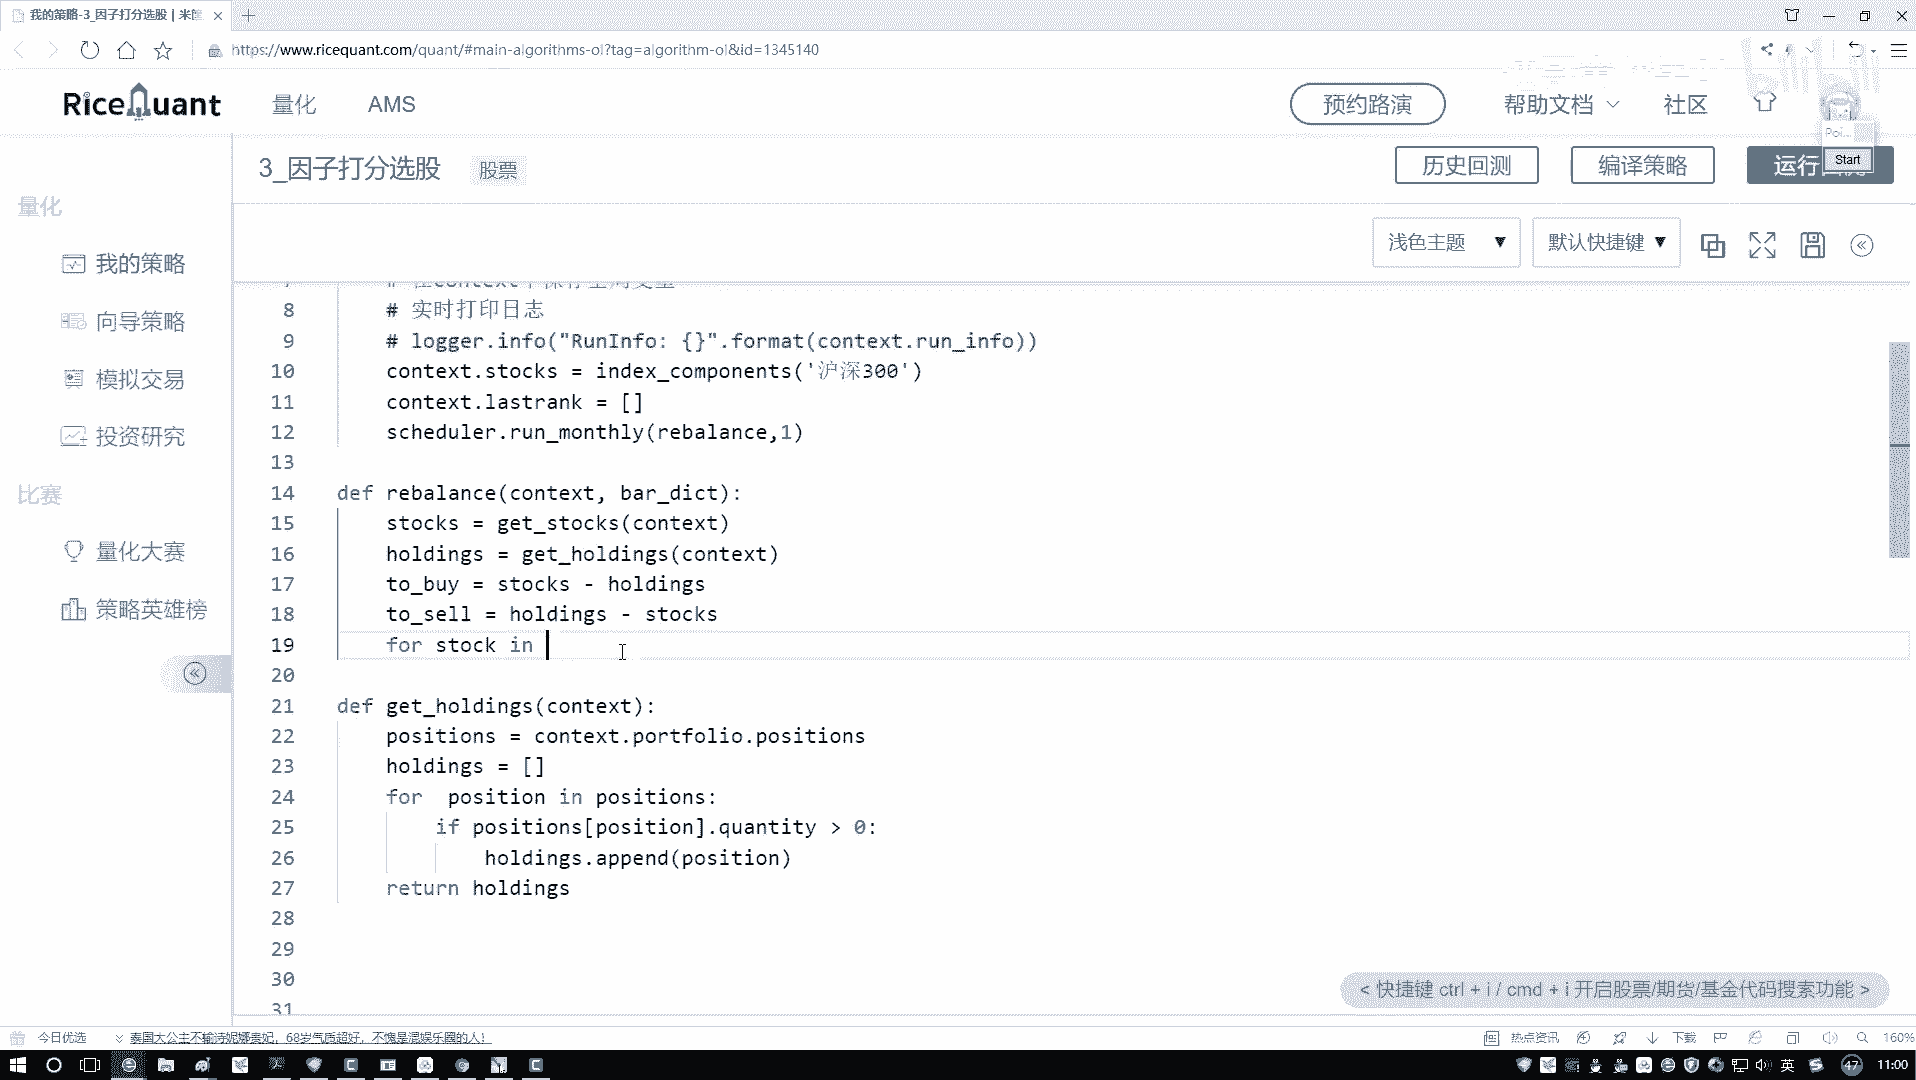 我的策略-3_因子打分选股 | 米筐
https://www.ricequant.com/quant/#main-algorithms-ol?tag=algorithm-ol&id=1345140
RiceQuant
量化
AMS
预约路演
帮助文档
社区
Poi...
Start
3_因子打分选股
股票
历史回测
编译策略
运行
量化
我的策略
向导策略
模拟交易
投资研究
比赛
量化大赛
策略英雄榜
浅色主题
默认快捷键
8 # 实时打印日志
9 # logger.info("RunInfo: {}".format(context.run_info))
10 context.stocks = index_components('沪深300')
11 context.lastrank = []
12 scheduler.run_monthly(rebalance,1)
13
14 def rebalance(context, bar_dict):
15 stocks = get_stocks(context)
16 holdings = get_holdings(context)
17 to_buy = stocks - holdings
18 to_sell = holdings - stocks
19 for stock in
20
21 def get_holdings(context):
22 positions = context.portfolio.positions
23 holdings = []
24 for  position in positions:
25 if positions[position].quantity > 0:
26 holdings.append(position)
27 return holdings
28
29
30
31
< 快捷键 ctrl + i / cmd + i 开启股票/期货/基金代码搜索功能 >
今日优选
泰国大公主不输诗妮娜贵妃，68岁气质超好，不愧是混娱乐圈的人！
热点资讯
下载
160%
英
47
11:00